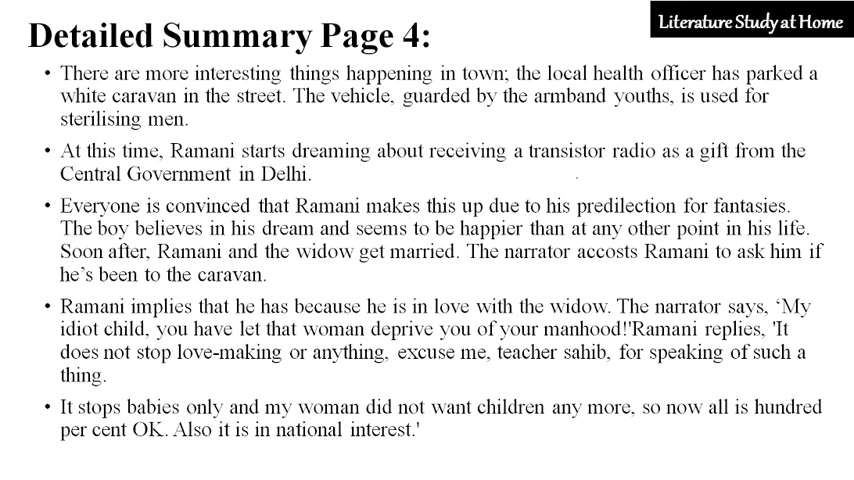 Literature Study at Home
Detailed Summary Page 4:
• There are more interesting things happening in town; the local health officer has parked a
white caravan in the street. The vehicle, guarded by the armband youths, is used for
sterilising men.
• At this time, Ramani starts dreaming about receiving a transistor radio as a gift from the
Central Government in Delhi.
• Everyone is convinced that Ramani makes this up due to his predilection for fantasies.
The boy believes in his dream and seems to be happier than at any other point in his life.
Soon after, Ramani and the widow get married. The narrator accosts Ramani to ask him if
he's been to the caravan.
• Ramani implies that he has because he is in love with the widow. The narrator says, ‘My
idiot child, you have let that woman deprive you of your manhood!'Ramani replies, 'It
does not stop love-making or anything, excuse me, teacher sahib, for speaking of such a
thing.
• It stops babies only and my woman did not want children any more, so now all is hundred
per cent OK. Also it is in national interest.'